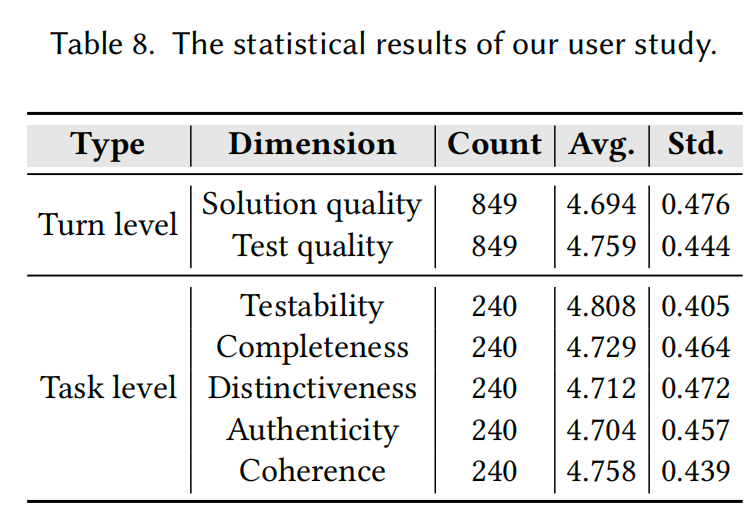 Table 8. The statistical results of our user study.
Type Dimension Count Avg. Std.
Turn level Solution quality 849 4.694 0.476
Test quality 849 4.759 0.444
Task level Testability 240 4.808 0.405
Completeness 240 4.729 0.464
Distinctiveness 240 4.712 0.472
Authenticity 240 4.704 0.457
Coherence 240 4.758 0.439